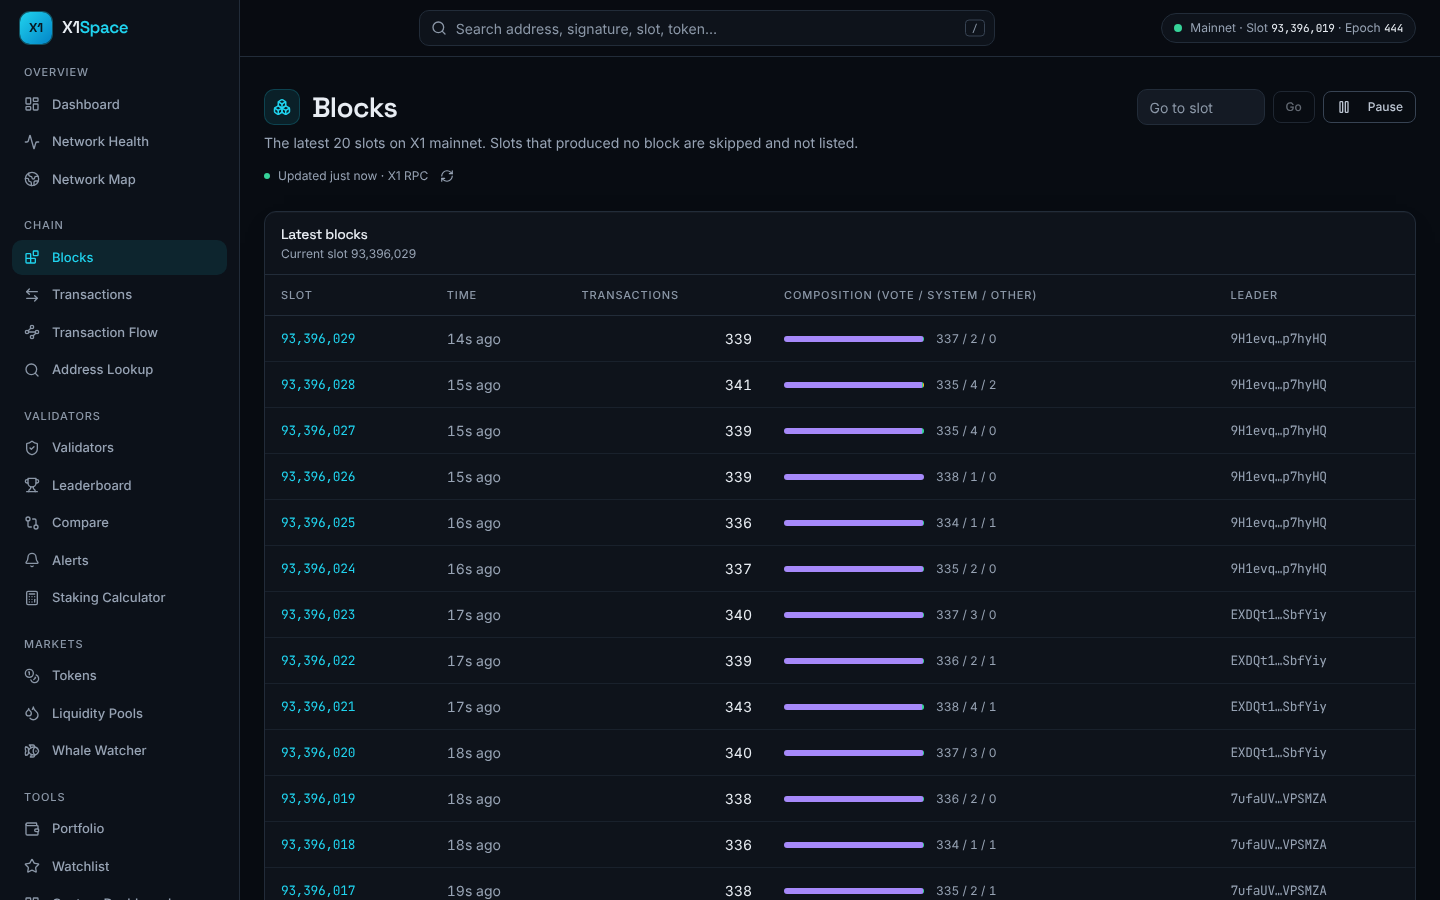 X1 X1Space
Search address, signature, slot, token... /
Mainnet · Slot 93,396,019 · Epoch 444
OVERVIEW
Dashboard
Network Health
Network Map
CHAIN
Blocks
Transactions
Transaction Flow
Address Lookup
VALIDATORS
Validators
Leaderboard
Compare
Alerts
Staking Calculator
MARKETS
Tokens
Liquidity Pools
Whale Watcher
TOOLS
Portfolio
Watchlist
Blocks
Go to slot Go Pause
The latest 20 slots on X1 mainnet. Slots that produced no block are skipped and not listed.
Updated just now · X1 RPC
Latest blocks
Current slot 93,396,029
SLOT TIME TRANSACTIONS COMPOSITION (VOTE / SYSTEM / OTHER) LEADER
93,396,029 14s ago 339 337 / 2 / 0 9H1evq…p7hyHQ
93,396,028 15s ago 341 335 / 4 / 2 9H1evq…p7hyHQ
93,396,027 15s ago 339 335 / 4 / 0 9H1evq…p7hyHQ
93,396,026 15s ago 339 338 / 1 / 0 9H1evq…p7hyHQ
93,396,025 16s ago 336 334 / 1 / 1 9H1evq…p7hyHQ
93,396,024 16s ago 337 335 / 2 / 0 9H1evq…p7hyHQ
93,396,023 17s ago 340 337 / 3 / 0 EXDQt1…SbfYiy
93,396,022 17s ago 339 336 / 2 / 1 EXDQt1…SbfYiy
93,396,021 17s ago 343 338 / 4 / 1 EXDQt1…SbfYiy
93,396,020 18s ago 340 337 / 3 / 0 EXDQt1…SbfYiy
93,396,019 18s ago 338 336 / 2 / 0 7ufaUV…VPSMZA
93,396,018 18s ago 336 334 / 1 / 1 7ufaUV…VPSMZA
93,396,017 19s ago 338 335 / 2 / 1 7ufaUV…VPSMZA